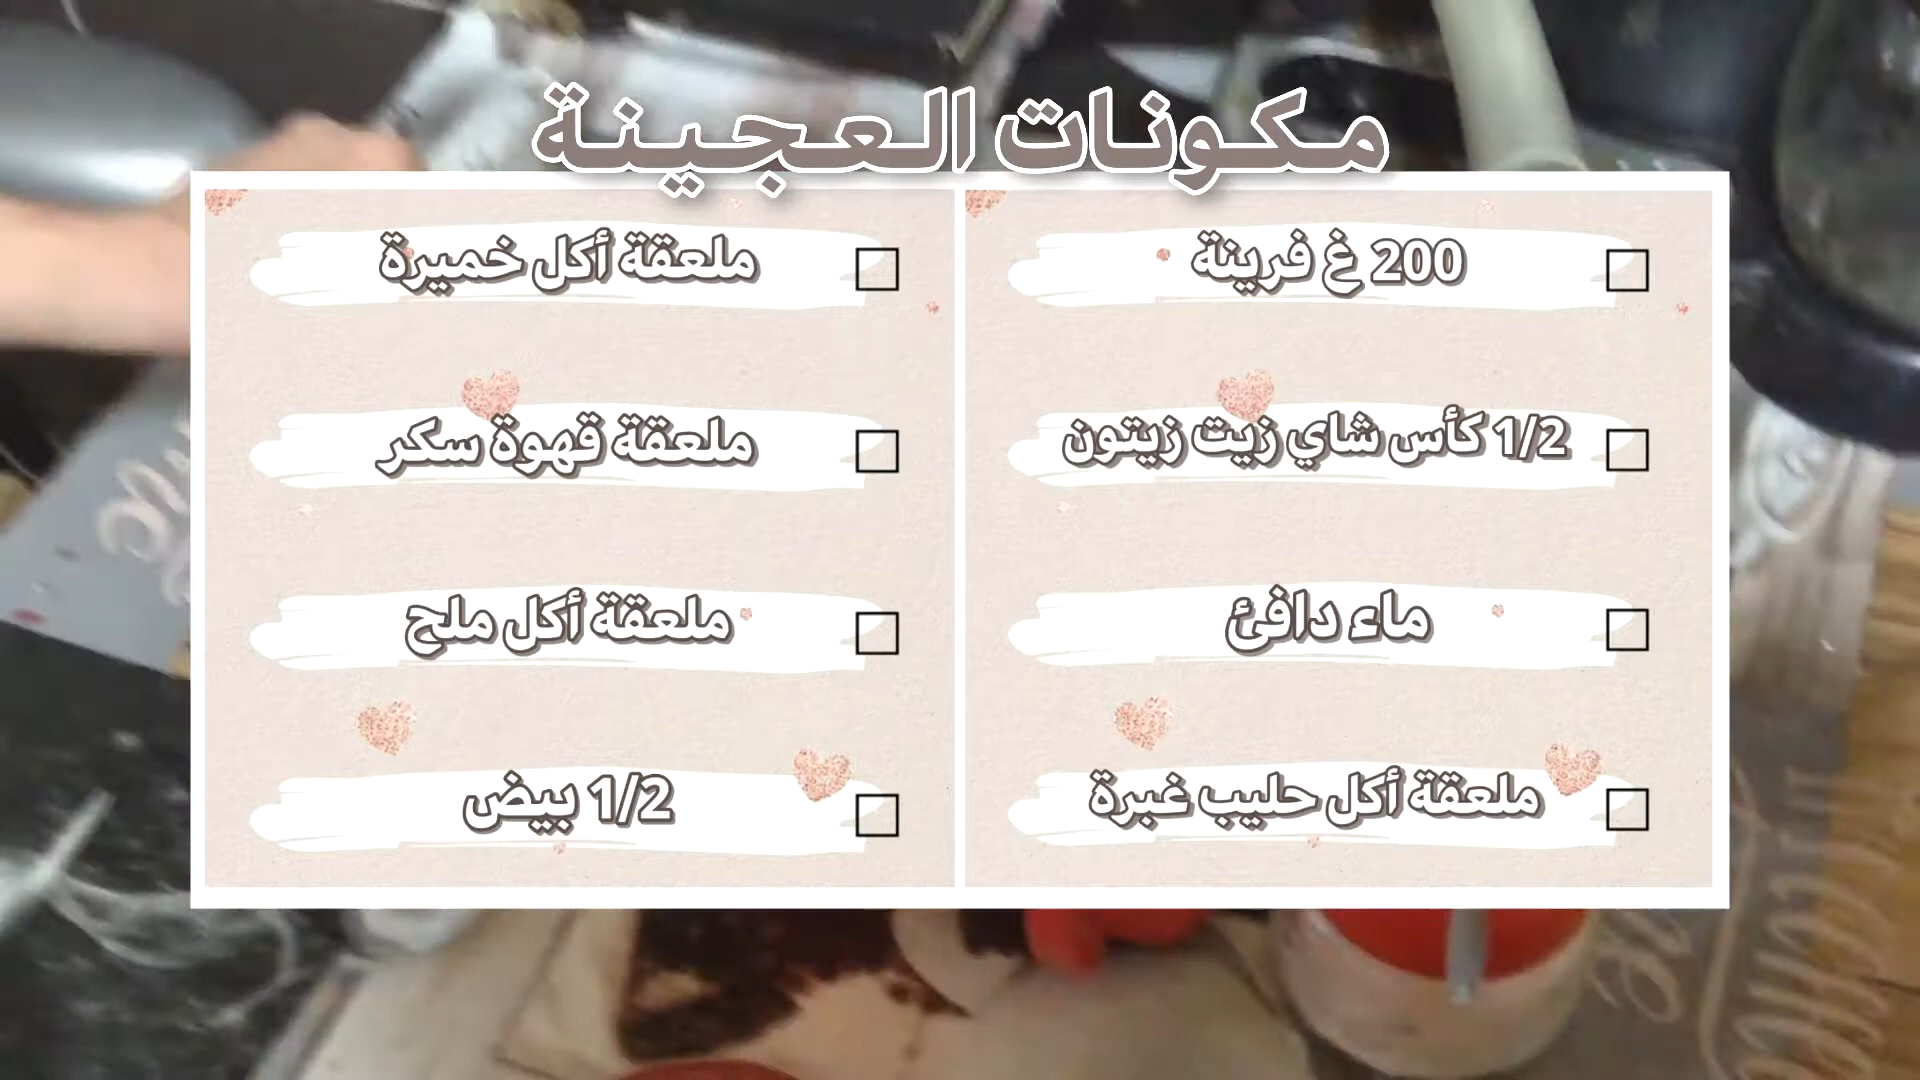 مكونات العجينة
200 غ فرينة
1/2 كأس شاي زيت زيتون
ماء دافئ
ملعقة أكل حليب غبرة
ملعقة أكل خميرة
ملعقة قهوة سكر
ملعقة أكل ملح
1/2 بيض